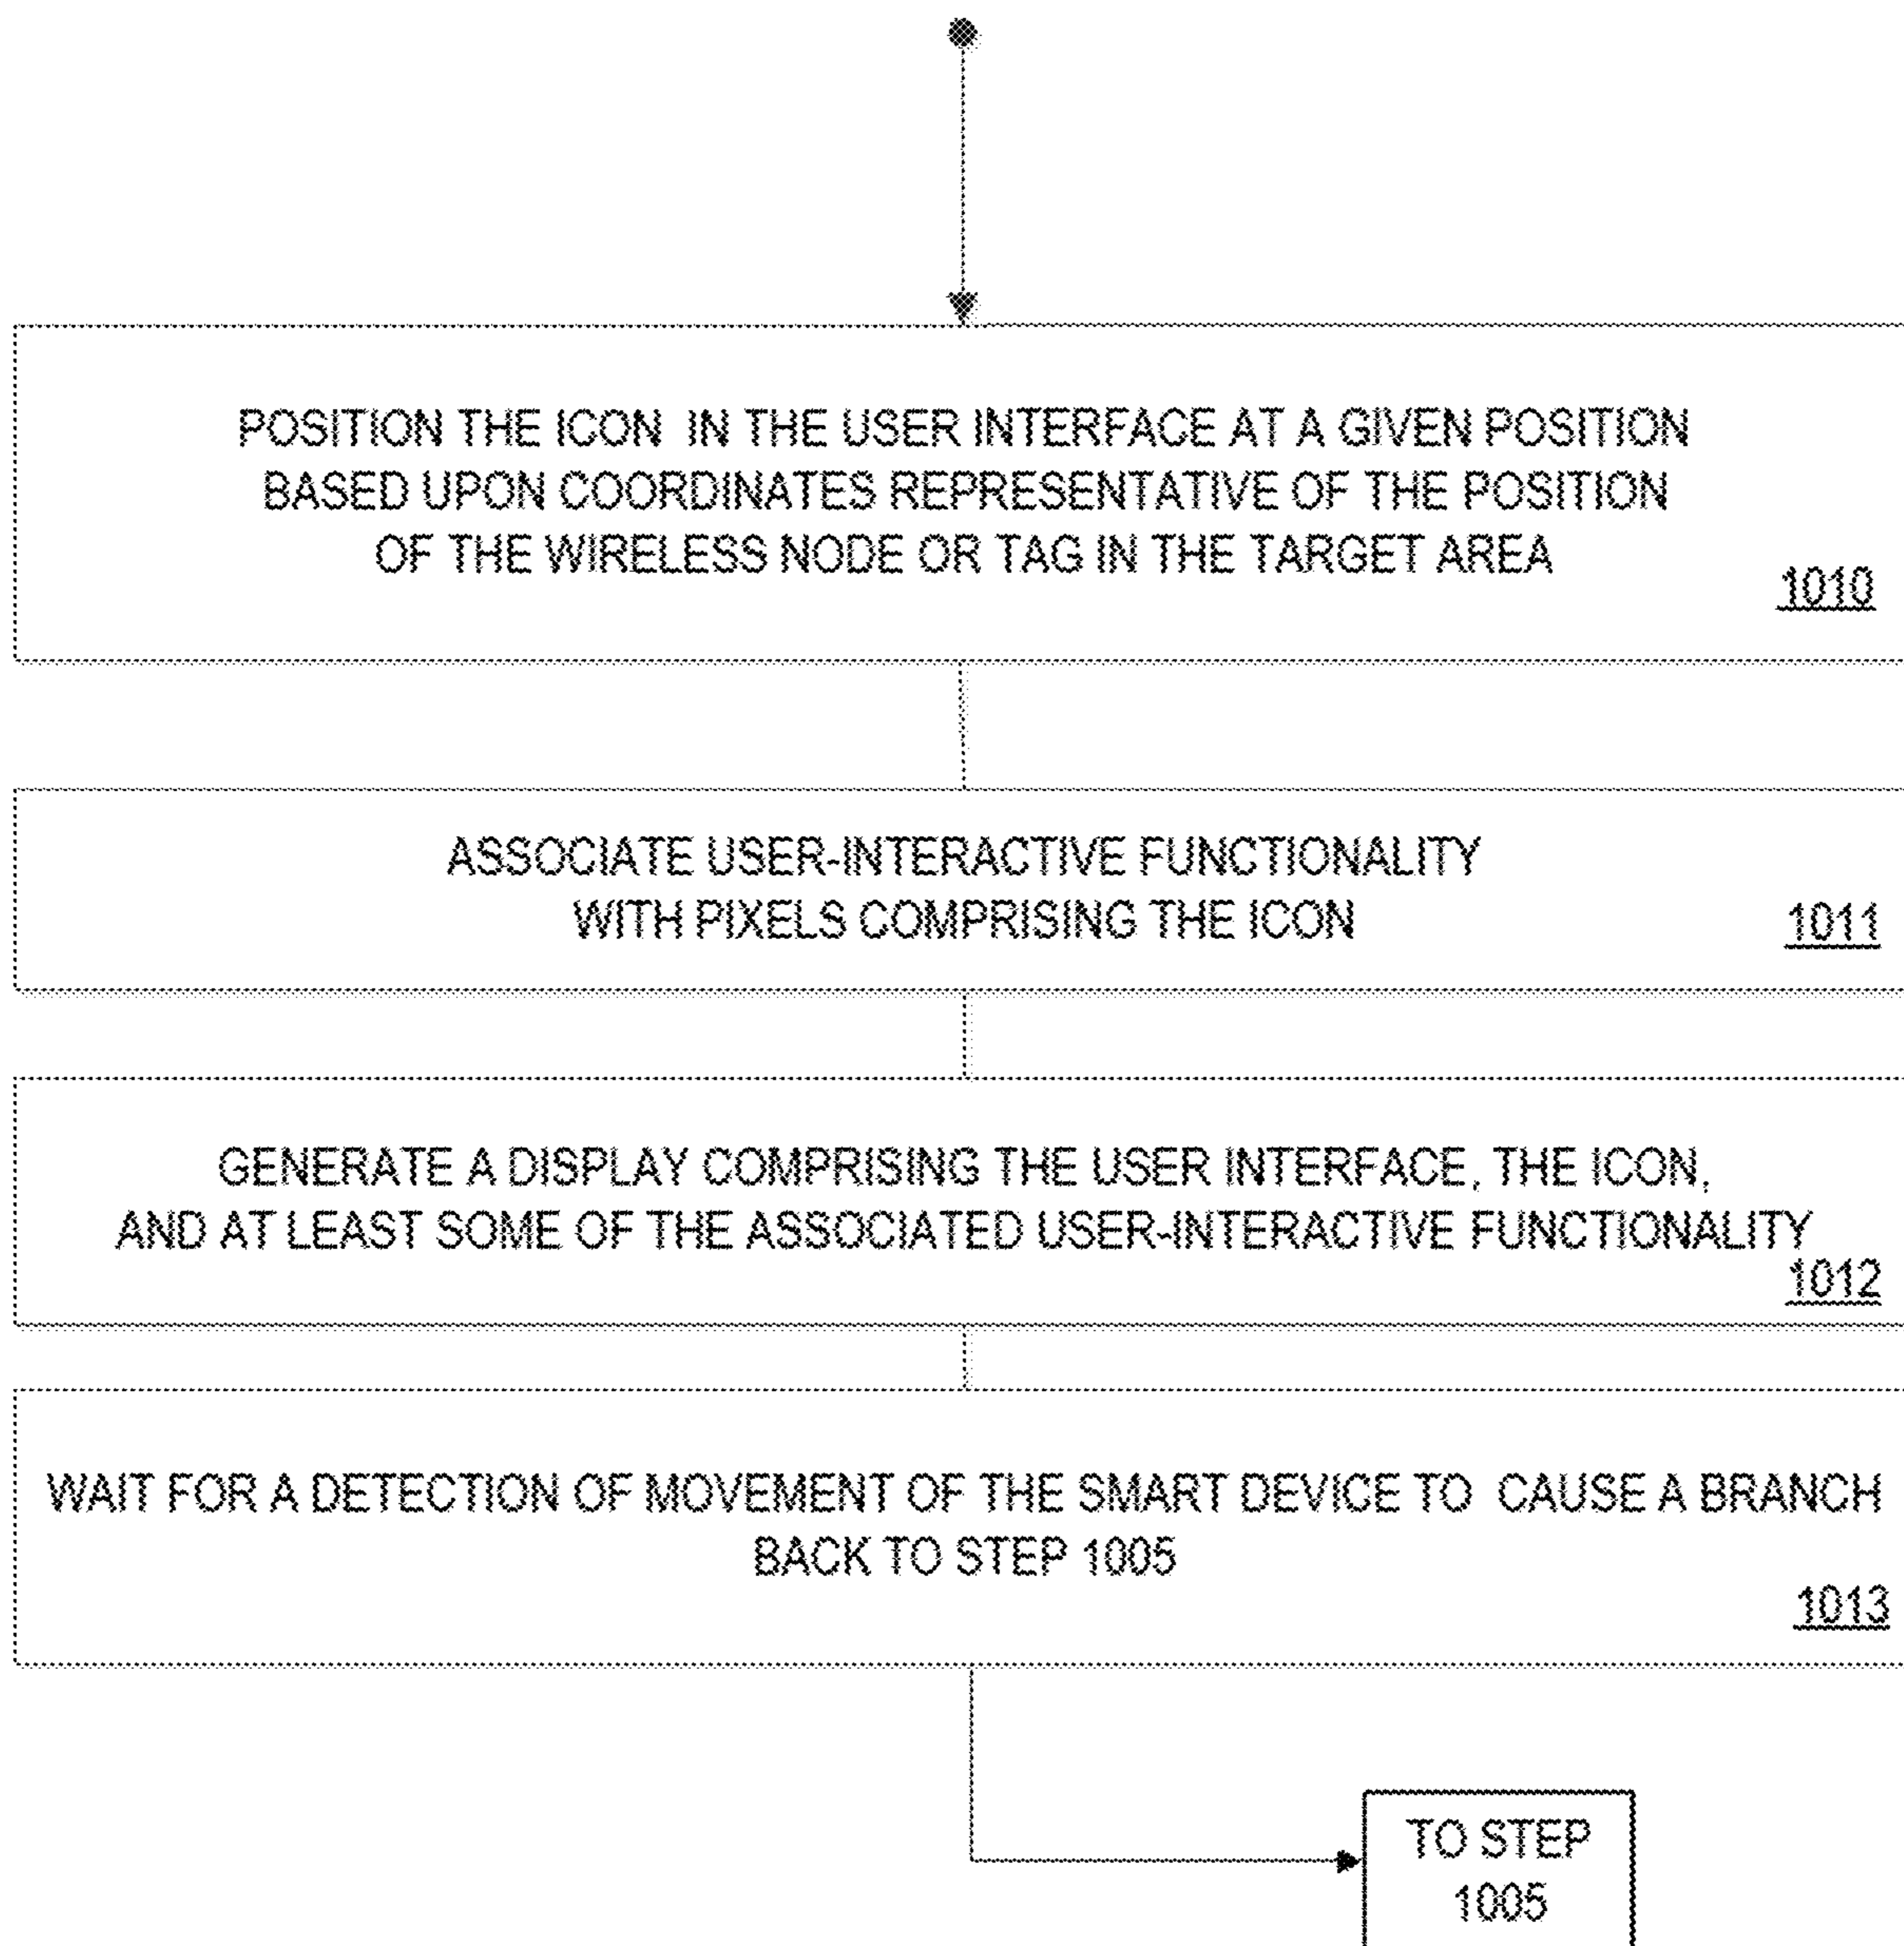 POSITION THE ICON IN THE USER INTERFACE AT A GIVEN POSITION
BASED UPON COORDINATES REPRESENTATIVE OF THE POSITION
OF THE WIRELESS NODE OR TAG IN THE TARGET AREA
1010
ASSOCIATE USER-INTERACTIVE FUNCTIONALITY
WITH PIXELS COMPRISING THE ICON
1011
GENERATE A DISPLAY COMPRISING THE USER INTERFACE, THE ICON,
AND AT LEAST SOME OF THE ASSOCIATED USER-INTERACTIVE FUNCTIONALITY
1012
WAIT FOR A DETECTION OF MOVEMENT OF THE SMART DEVICE TO CAUSE A BRANCH
BACK TO STEP 1005
1013
TO STEP
1005